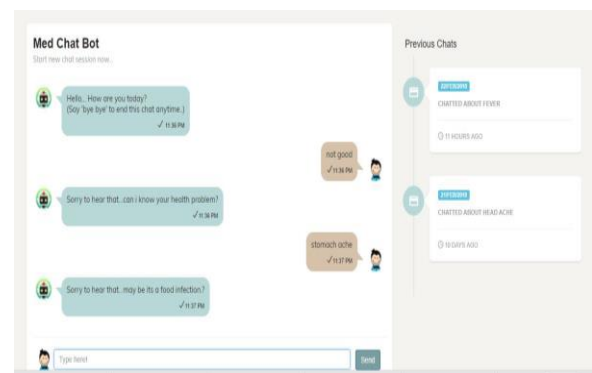 Med Chat Bot
Start new chat session now..
Hello... How are you today?
(Say 'bye bye' to end this chat anytime.)
✓ 11:36 PM
not good
✓ 11:36 PM
Sorry to hear that...can i know your health problem?
✓ 11:36 PM
stomach ache
✓ 11:37 PM
Sorry to hear that...may be its a food infection?
✓ 11:37 PM
Type here!
Send
Previous Chats
CHATTED ABOUT FEVER
11 HOURS AGO
CHATTED ABOUT HEAD ACHE
10 DAYS AGO